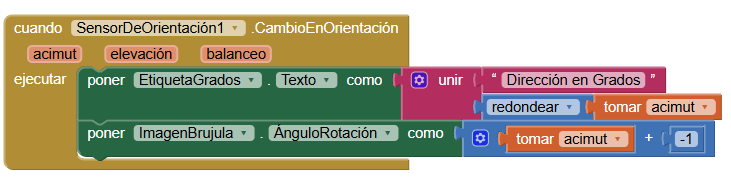 cuando SensorDeOrientación1 .CambioEnOrientación
acimut elevación balanceo
ejecutar poner EtiquetaGrados . Texto como unir “ Dirección en Grados ”
redondear tomar acimut
poner ImagenBrujula . ÁnguloRotación como tomar acimut + -1